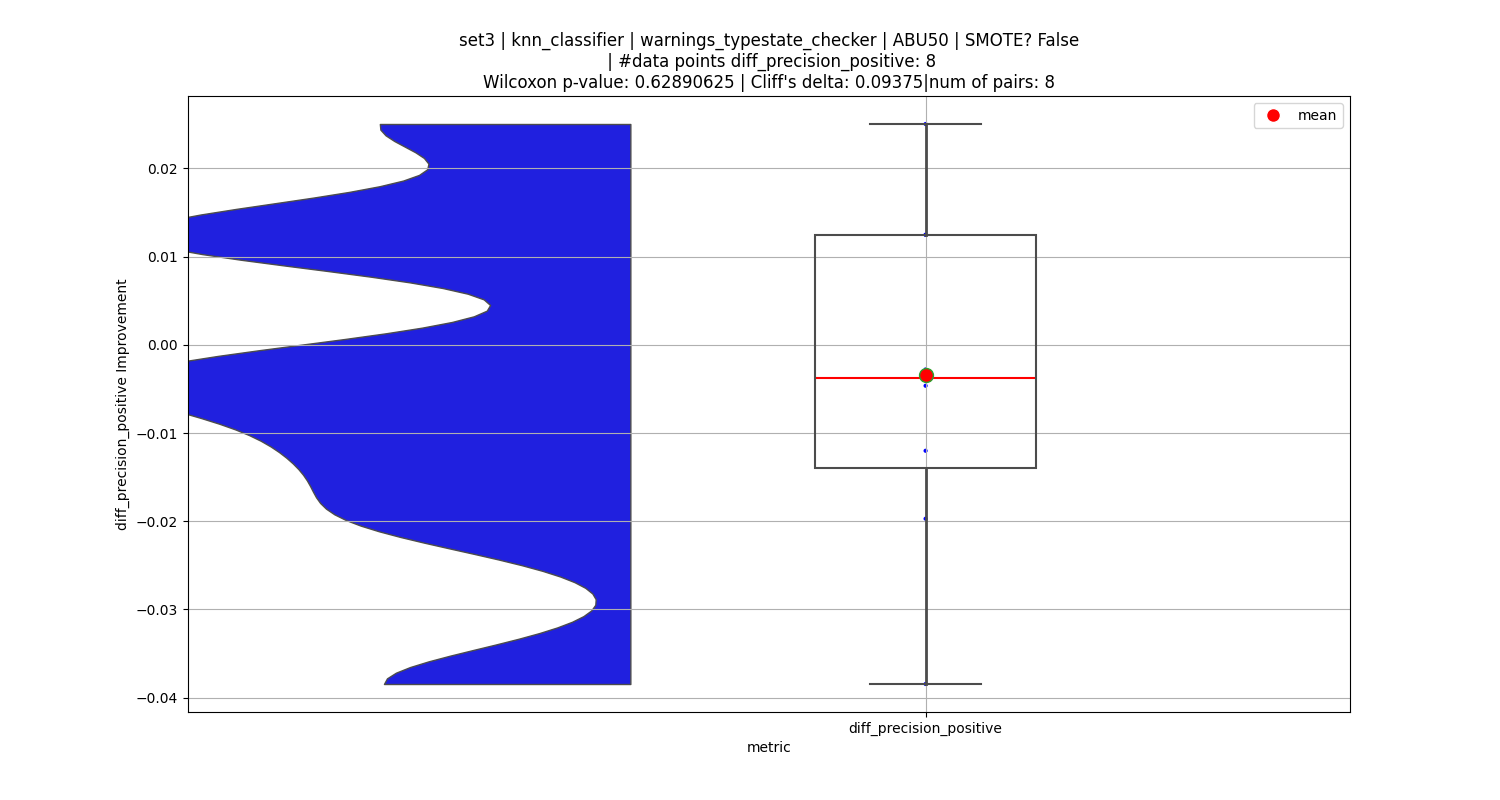 set3 | knn_classifier | warnings_typestate_checker | ABU50 | SMOTE? False
| #data points diff_precision_positive: 8
Wilcoxon p-value: 0.62890625 | Cliff's delta: 0.09375|num of pairs: 8
mean
0.02
0.01
0.00
−0.01
−0.02
−0.03
−0.04
diff_precision_positive Improvement
diff_precision_positive
metric